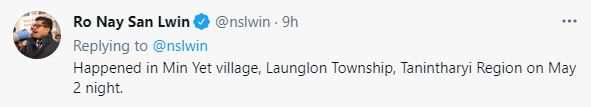 Ro Nay San Lwin @nslwin · 9h
Replying to @nslwin
Happened in Min Yet village, Launglon Township, Tanintharyi Region on May
2 night.